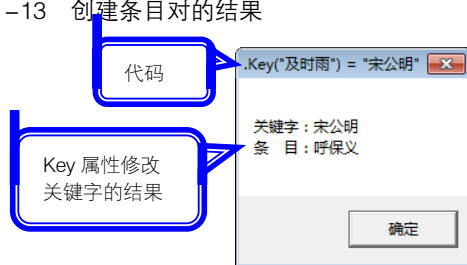 –13 创建条目对的结果
代码
.Key("及时雨") = "宋公明"
关键字：宋公明
条　目：呼保义
Key 属性修改
关键字的结果
确定